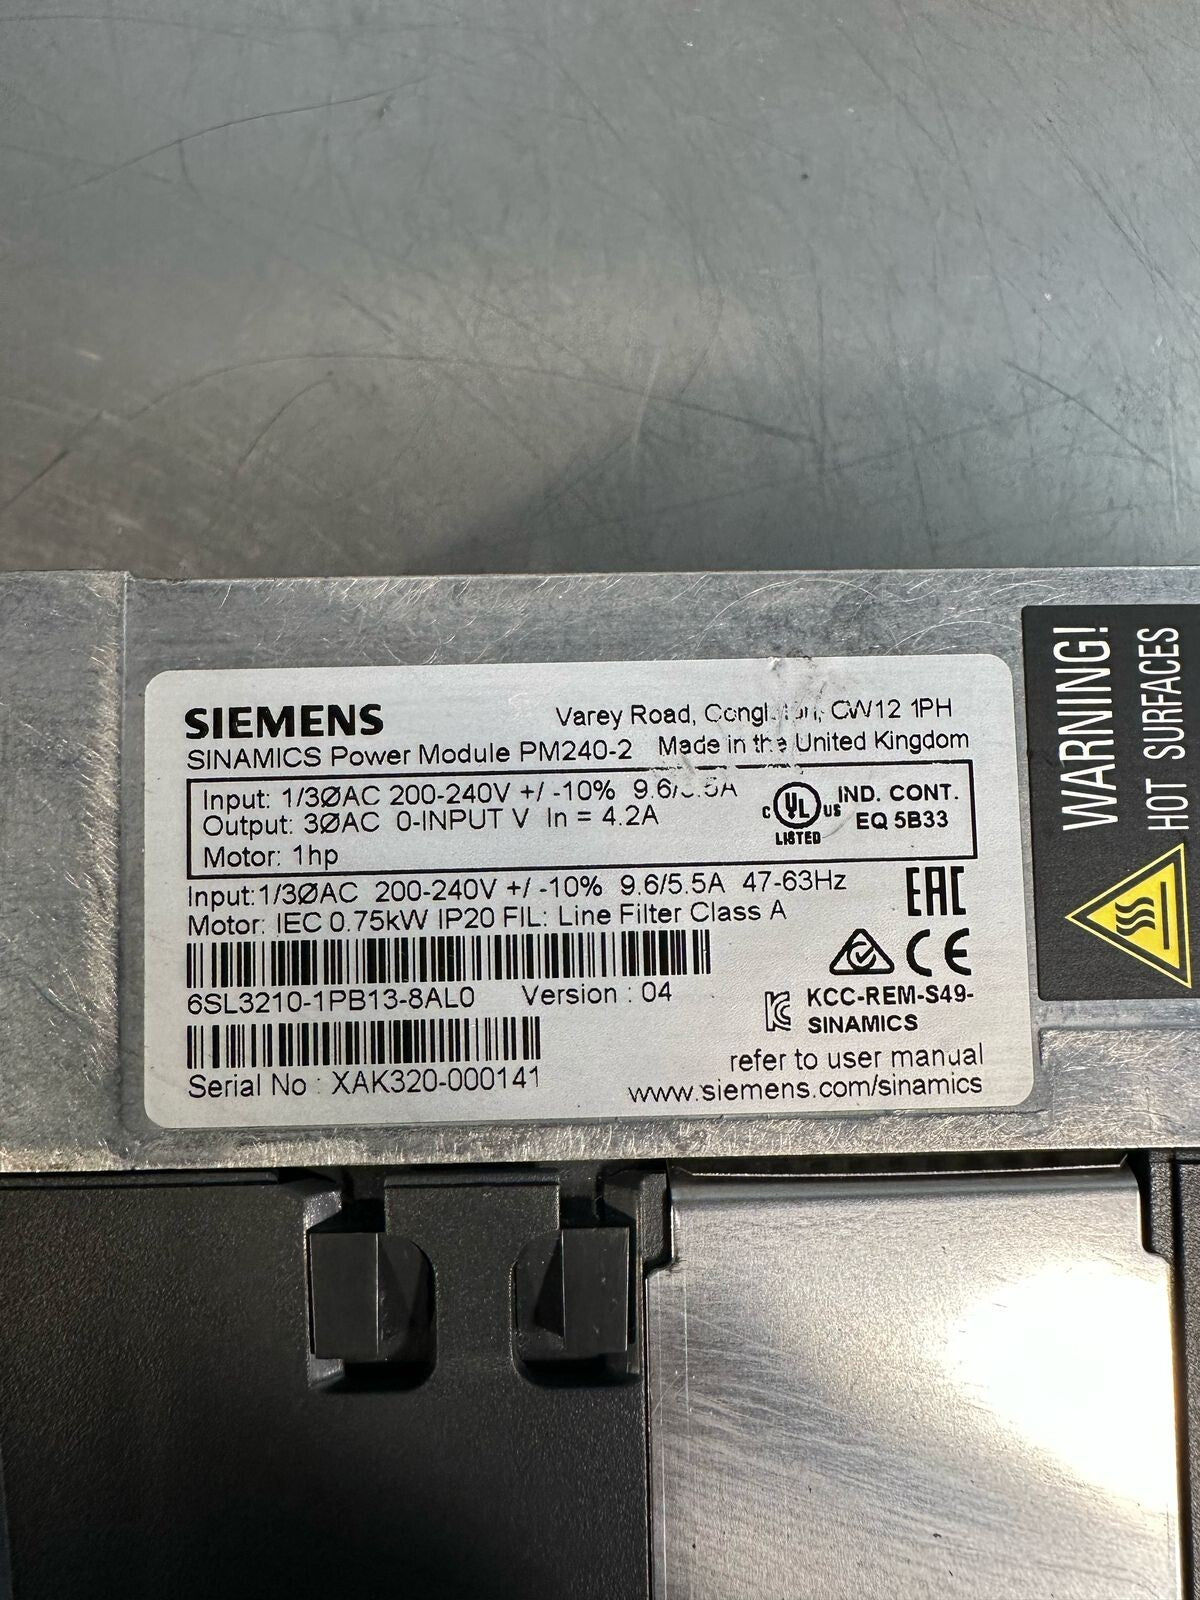 SIEMENS
Varey Road, CW12 1PH
SINAMICS Power Module PM240-2 Made in the United Kingdom
Input: 1/3ØAC 200-240V +/ -10%
Output: 3ØAC 0-INPUT V In = 4.2A
Motor: 1hp
C UL US
LISTED
IND. CONT.
EQ 5B33
Input:1/3ØAC 200-240V +/ -10% 9.6/5.5A 47-63Hz
Motor: IEC 0.75kW IP20 FIL: Line Filter Class A
EAC
CE
6SL3210-1PB13-8AL0 Version : 04
KCC-REM-S49-
SINAMICS
Serial No : XAK320-000141
refer to user manual
www.siemens.com/sinamics
WARNING!
HOT SURFACES